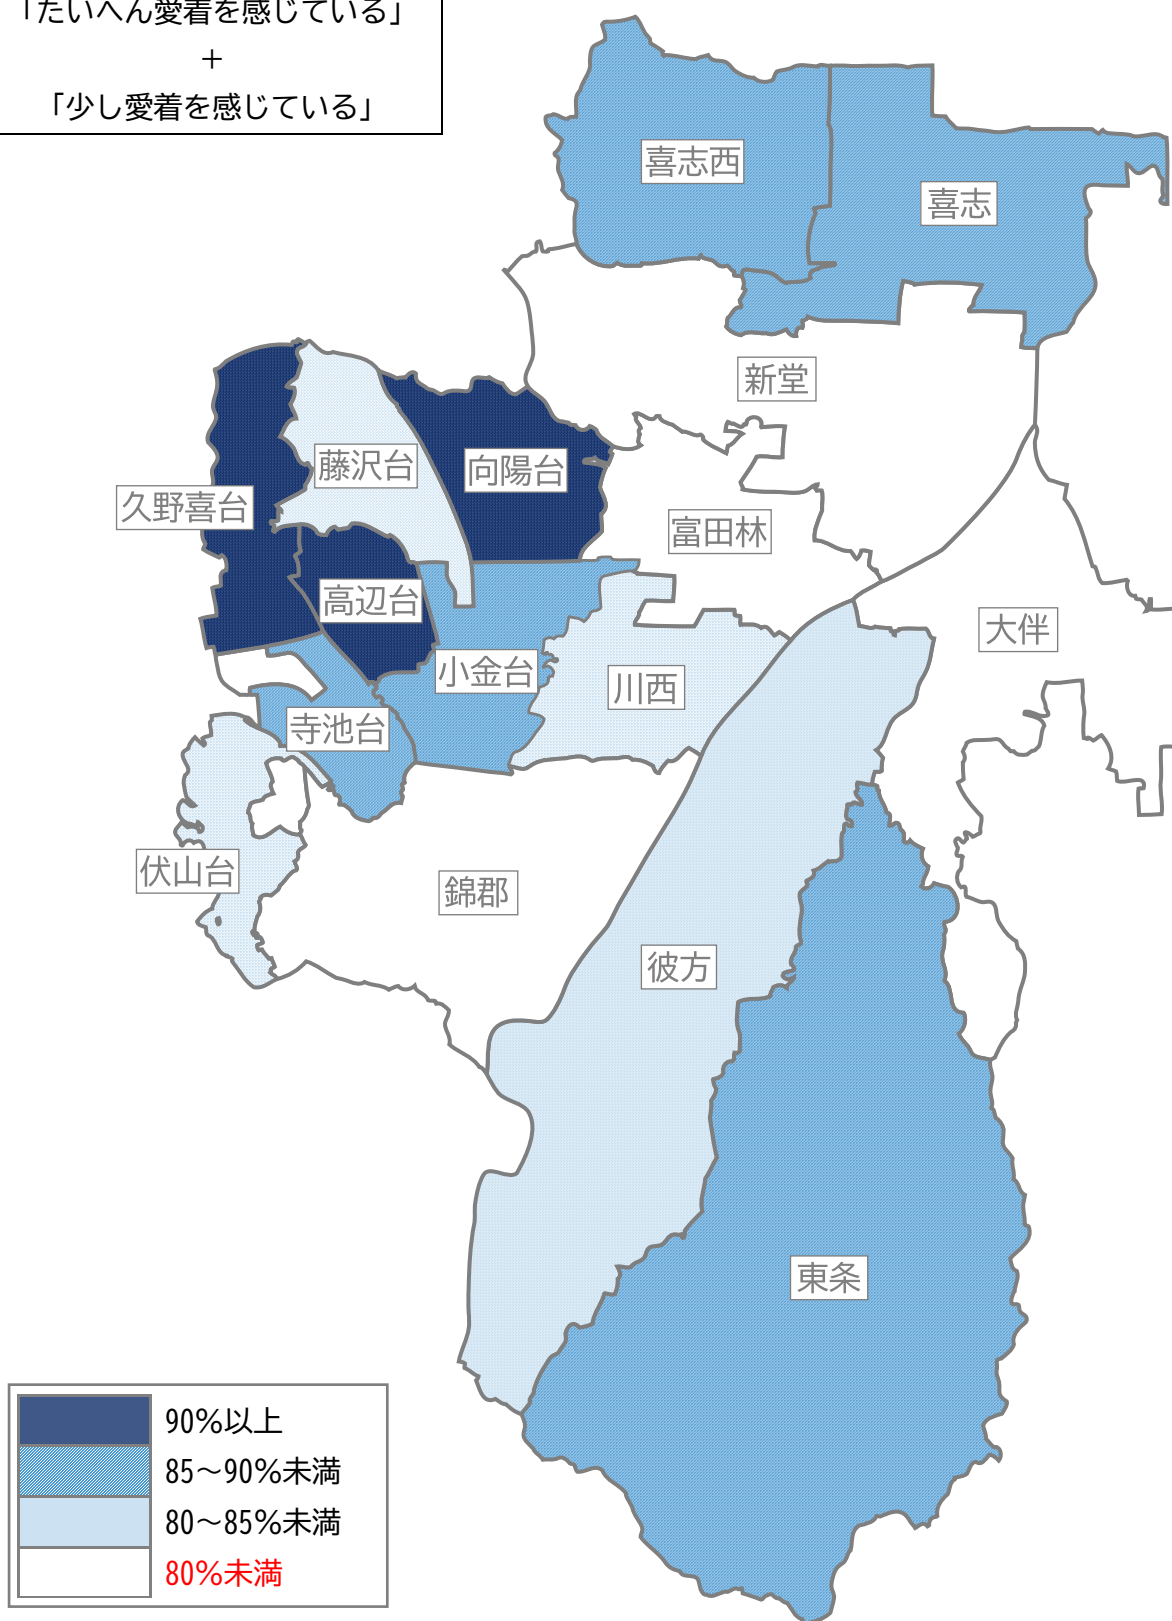 「たいへん愛着を感じている」
＋
「少し愛着を感じている」
喜志西
喜志
新堂
藤沢台
向陽台
久野喜台
富田林
高辺台
大伴
小金台
川西
寺池台
伏山台
錦郡
彼方
東条
90%以上
85～90%未満
80～85%未満
80%未満